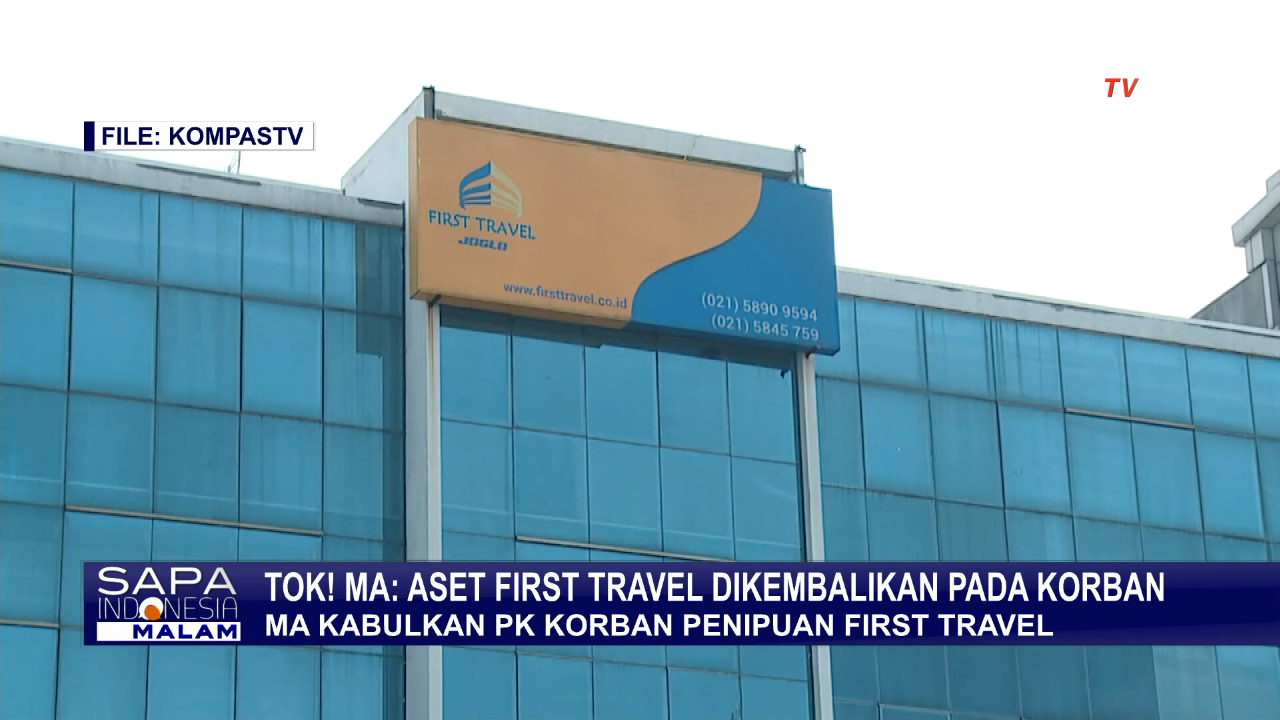 TV
FILE: KOMPASTV
FIRST TRAVEL
JOGLO
www.firsttravel.co.id
(021) 5890 9594
(021) 5845 759
SAPA
INDONESIA
MALAM
TOK! MA: ASET FIRST TRAVEL DIKEMBALIKAN PADA KORBAN
MA KABULKAN PK KORBAN PENIPUAN FIRST TRAVEL